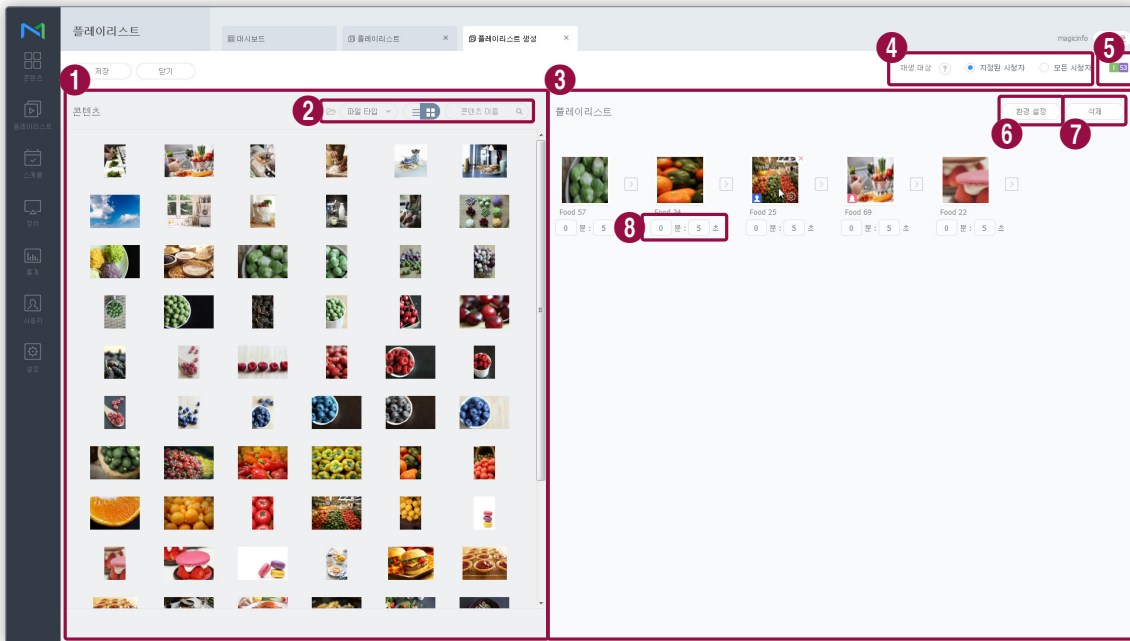 플레이리스트
대시보드
플레이리스트 ×
플레이리스트 생성 ×
magicinfo
4
5
저장
닫기
재생 대상 ?
지정된 시청자
모든 시청자
I S3
1
3
콘텐츠
2
파일 타입
콘텐츠 이름
플레이리스트
환경 설정
삭제
6
7
콘텐츠
플레이리스트
스케줄
장치
통계
사용자
설정
Food 57
Food 24
Food 25
Food 69
Food 22
8
0 분 : 5
0 분 : 5 초
0 분 : 5 초
0 분 : 5 초
0 분 : 5 초